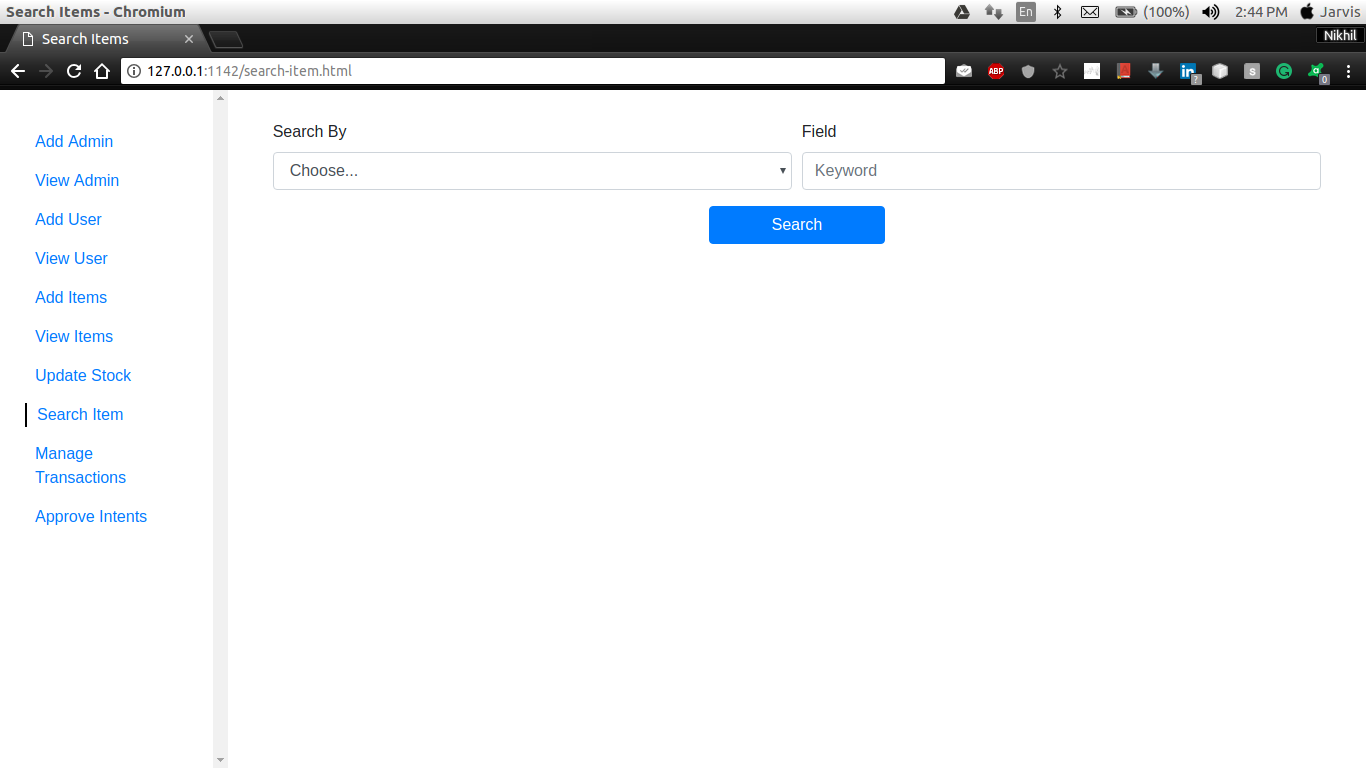 Search Items - Chromium
En
(100%)
2:44 PM
Jarvis
Search Items
Nikhil
127.0.0.1:1142/search-item.html
ABP
in
?
S
G
a
0
Add Admin
View Admin
Add User
View User
Add Items
View Items
Update Stock
Search Item
Manage
Transactions
Approve Intents
Search By
Field
Choose...
Keyword
Search